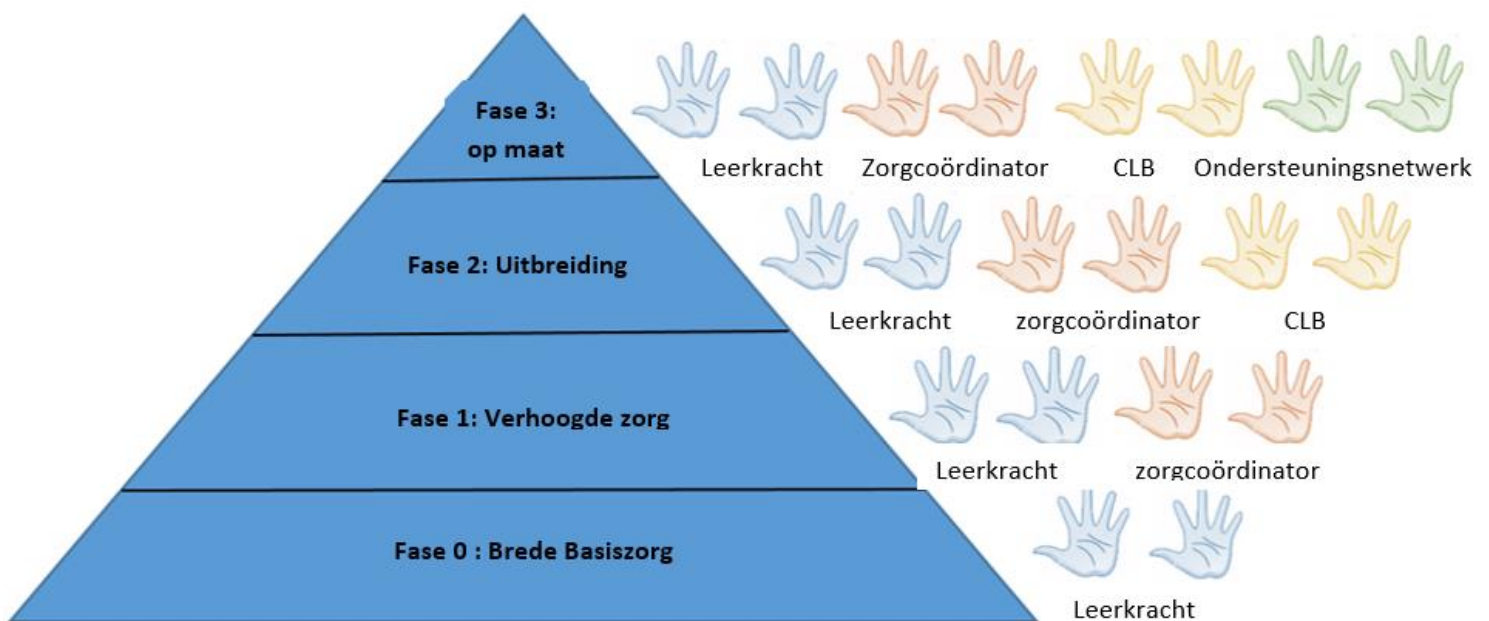 Fase 3:
op maat
Leerkracht Zorgcoördinator CLB Ondersteuningsnetwerk
Fase 2: Uitbreiding
Leerkracht zorgcoördinator CLB
Fase 1: Verhoogde zorg
Leerkracht zorgcoördinator
Fase 0 : Brede Basiszorg
Leerkracht